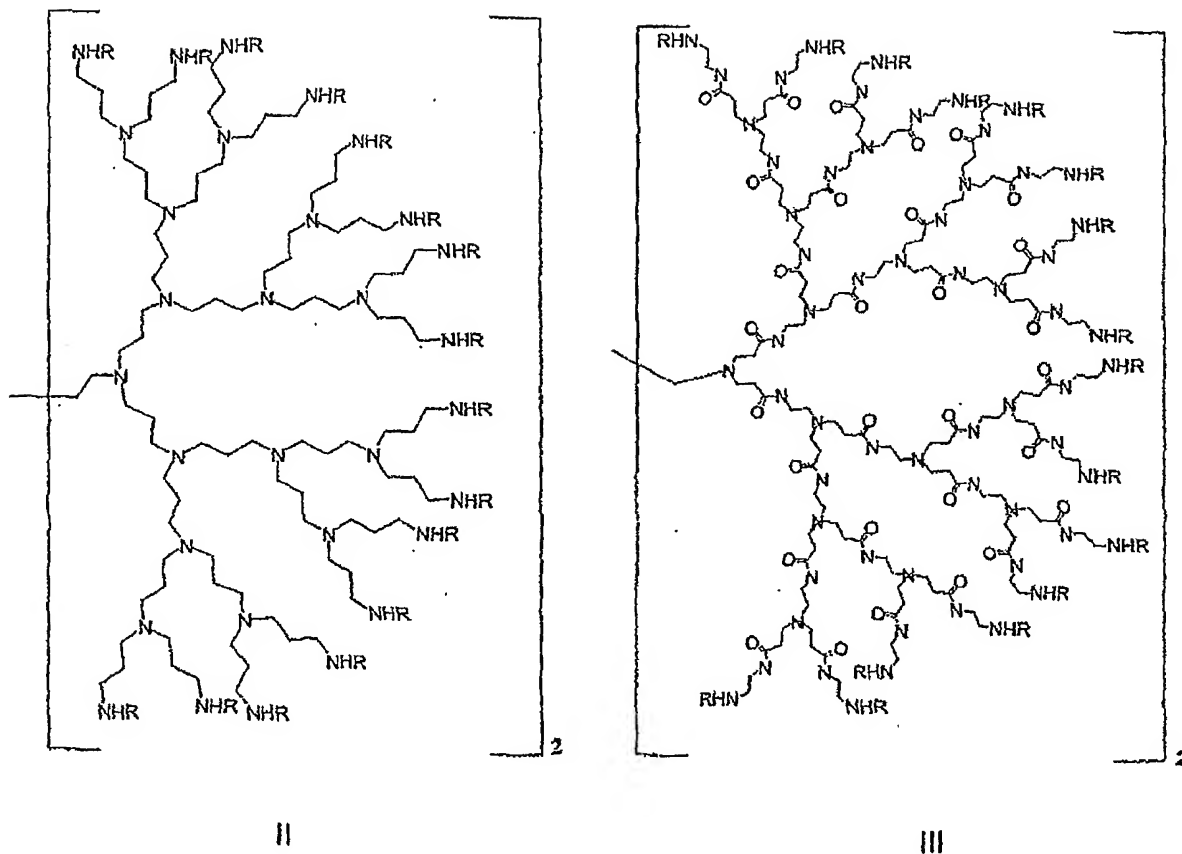 NHR NHR NHR
NHR
N N
NHR
N
N NHR
NHR
N N N
NHR
N
NHR
N N N
NHR
NHR
N N
NHR
N N
NHR
NHR NHR NHR
2
II
RHN NHR
N N NHR
O O N NHR NHR
N O N N
N N O O
O N N N NHR
N O O N O
NHR
N O O N
O N N N
N O O N
O N NHR
O N
N O N NHR
O N N
N O N O N O N
O N N NHR
O N N O N NHR
N O
O N N N O N NHR
N O N O N NHR
O N O N RHN
RHN NHR
2
III